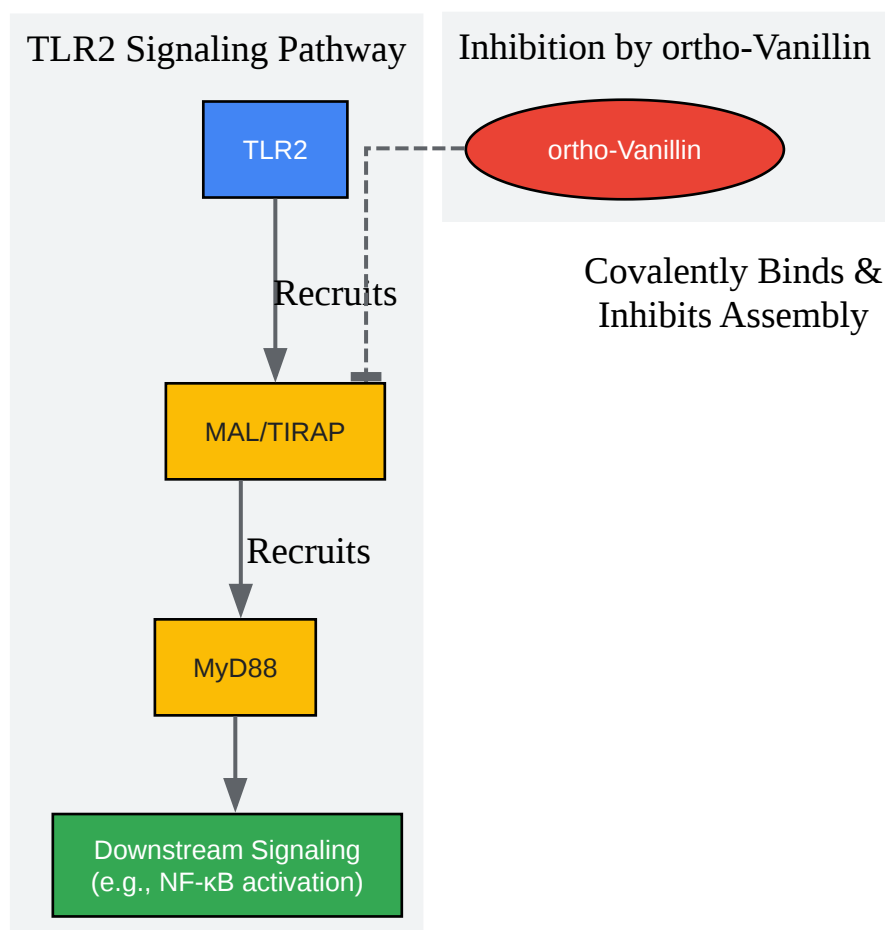 TLR2 Signaling Pathway
Inhibition by ortho-Vanillin
TLR2
ortho-Vanillin
Covalently Binds &
Inhibits Assembly
Recruits
MAL/TIRAP
Recruits
MyD88
Downstream Signaling
(e.g., NF-κB activation)